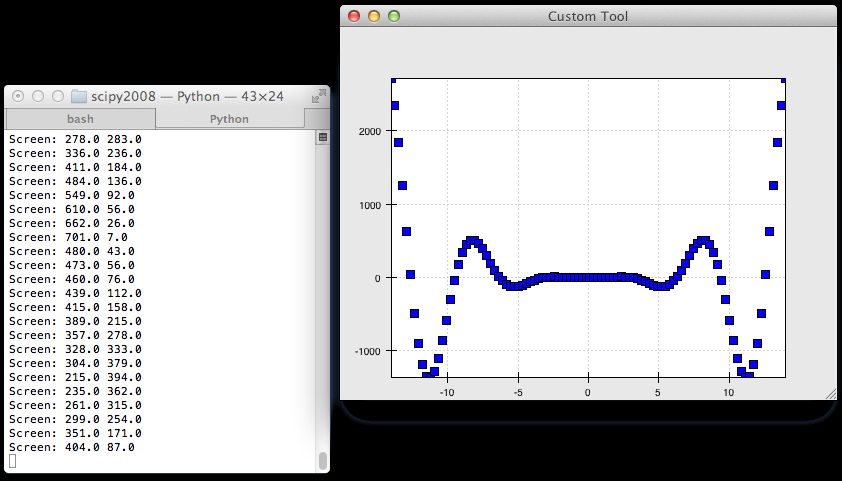 Custom Tool
scipy2008 — Python — 43×24
bash Python
Screen: 278.0 283.0
Screen: 336.0 236.0
Screen: 411.0 184.0
Screen: 484.0 136.0
Screen: 549.0 92.0
Screen: 610.0 56.0
Screen: 662.0 26.0
Screen: 701.0 7.0
Screen: 480.0 43.0
Screen: 473.0 56.0
Screen: 460.0 76.0
Screen: 439.0 112.0
Screen: 415.0 158.0
Screen: 389.0 215.0
Screen: 357.0 278.0
Screen: 328.0 333.0
Screen: 304.0 379.0
Screen: 215.0 394.0
Screen: 235.0 362.0
Screen: 261.0 315.0
Screen: 299.0 254.0
Screen: 351.0 171.0
Screen: 404.0 87.0
2000
1000
0
-1000
-10 -5 0 5 10